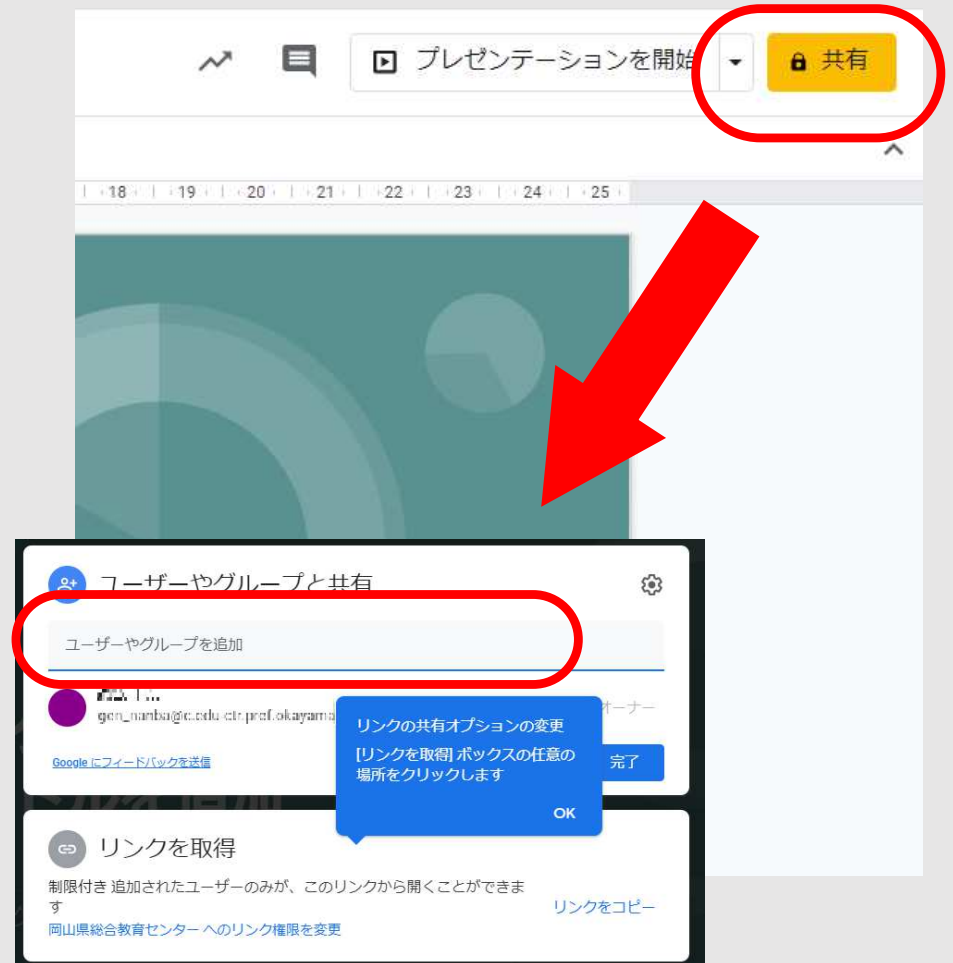 プレゼンテーションを開始
共有
18 19 20 21 22 23 24 25
ユーザーやグループと共有
ユーザーやグループを追加
オーナー
リンクの共有オプションの変更
[リンクを取得] ボックスの任意の
場所をクリックします
OK
Google にフィードバックを送信
完了
リンクを取得
制限付き 追加されたユーザーのみが、このリンクから開くことができま
す
リンクをコピー
岡山県総合教育センター へのリンク権限を変更